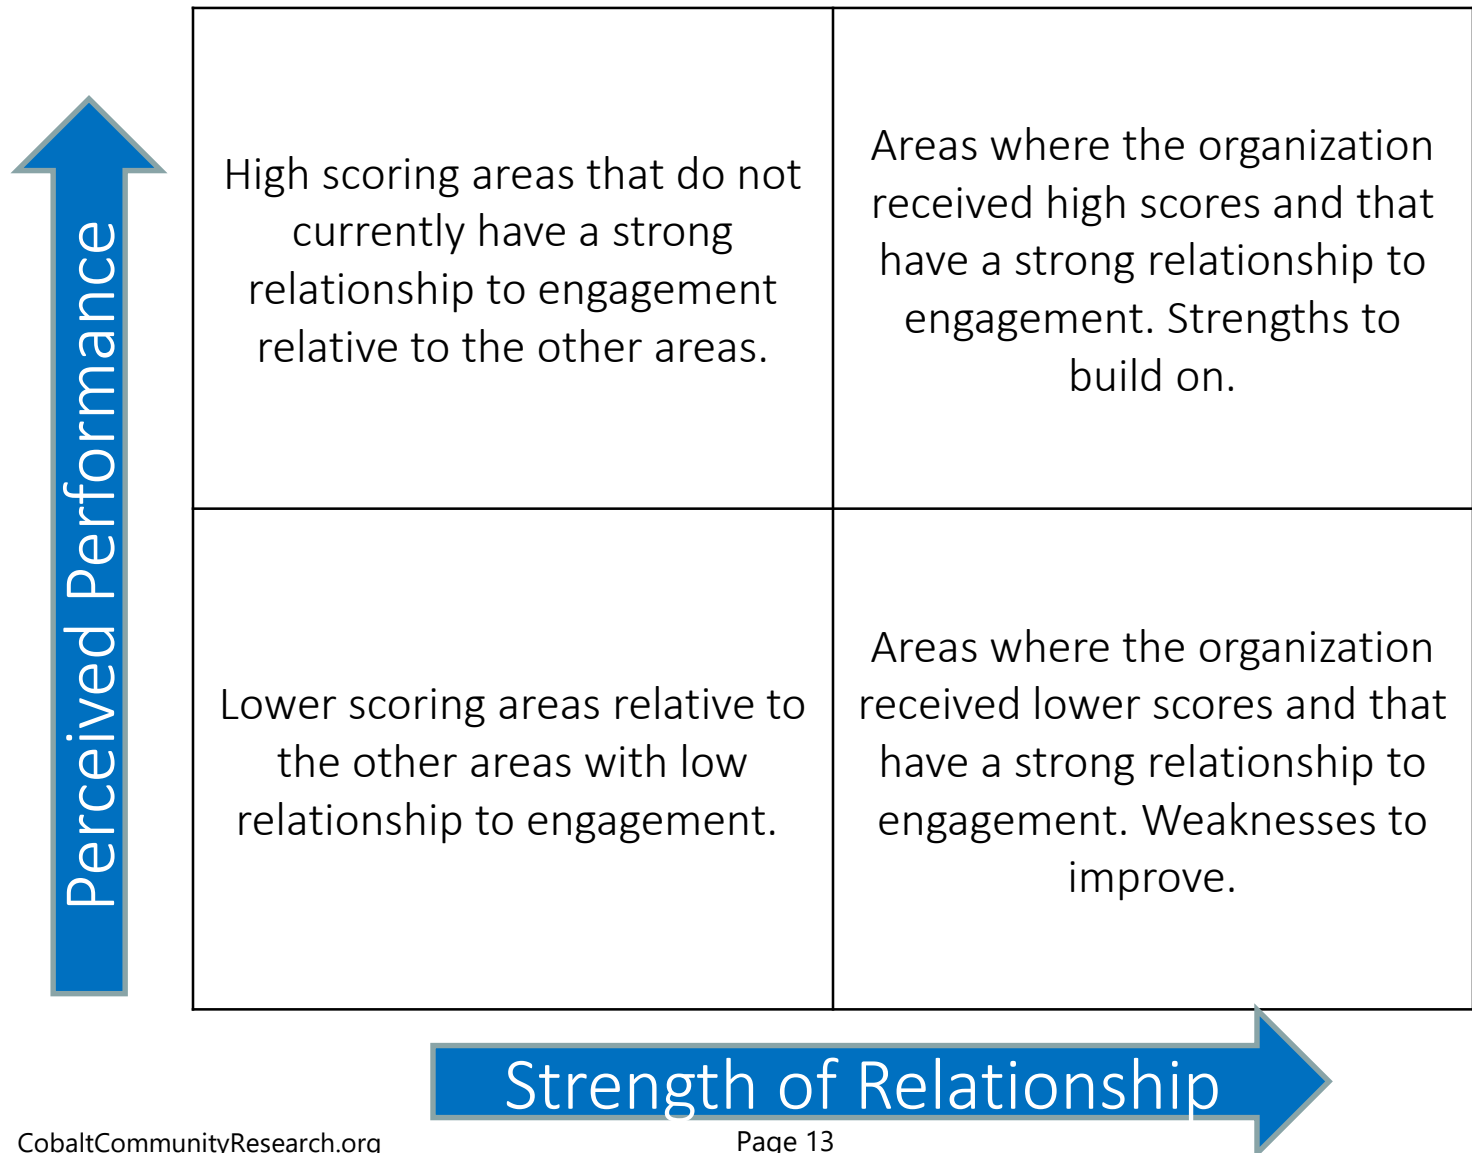 High scoring areas that do not
currently have a strong
relationship to engagement
relative to the other areas.
Areas where the organization
received high scores and that
have a strong relationship to
engagement. Strengths to
build on.
Perceived Performance
Lower scoring areas relative to
the other areas with low
relationship to engagement.
Areas where the organization
received lower scores and that
have a strong relationship to
engagement. Weaknesses to
improve.
Strength of Relationship
CobaltCommunityResearch.org
Page 13